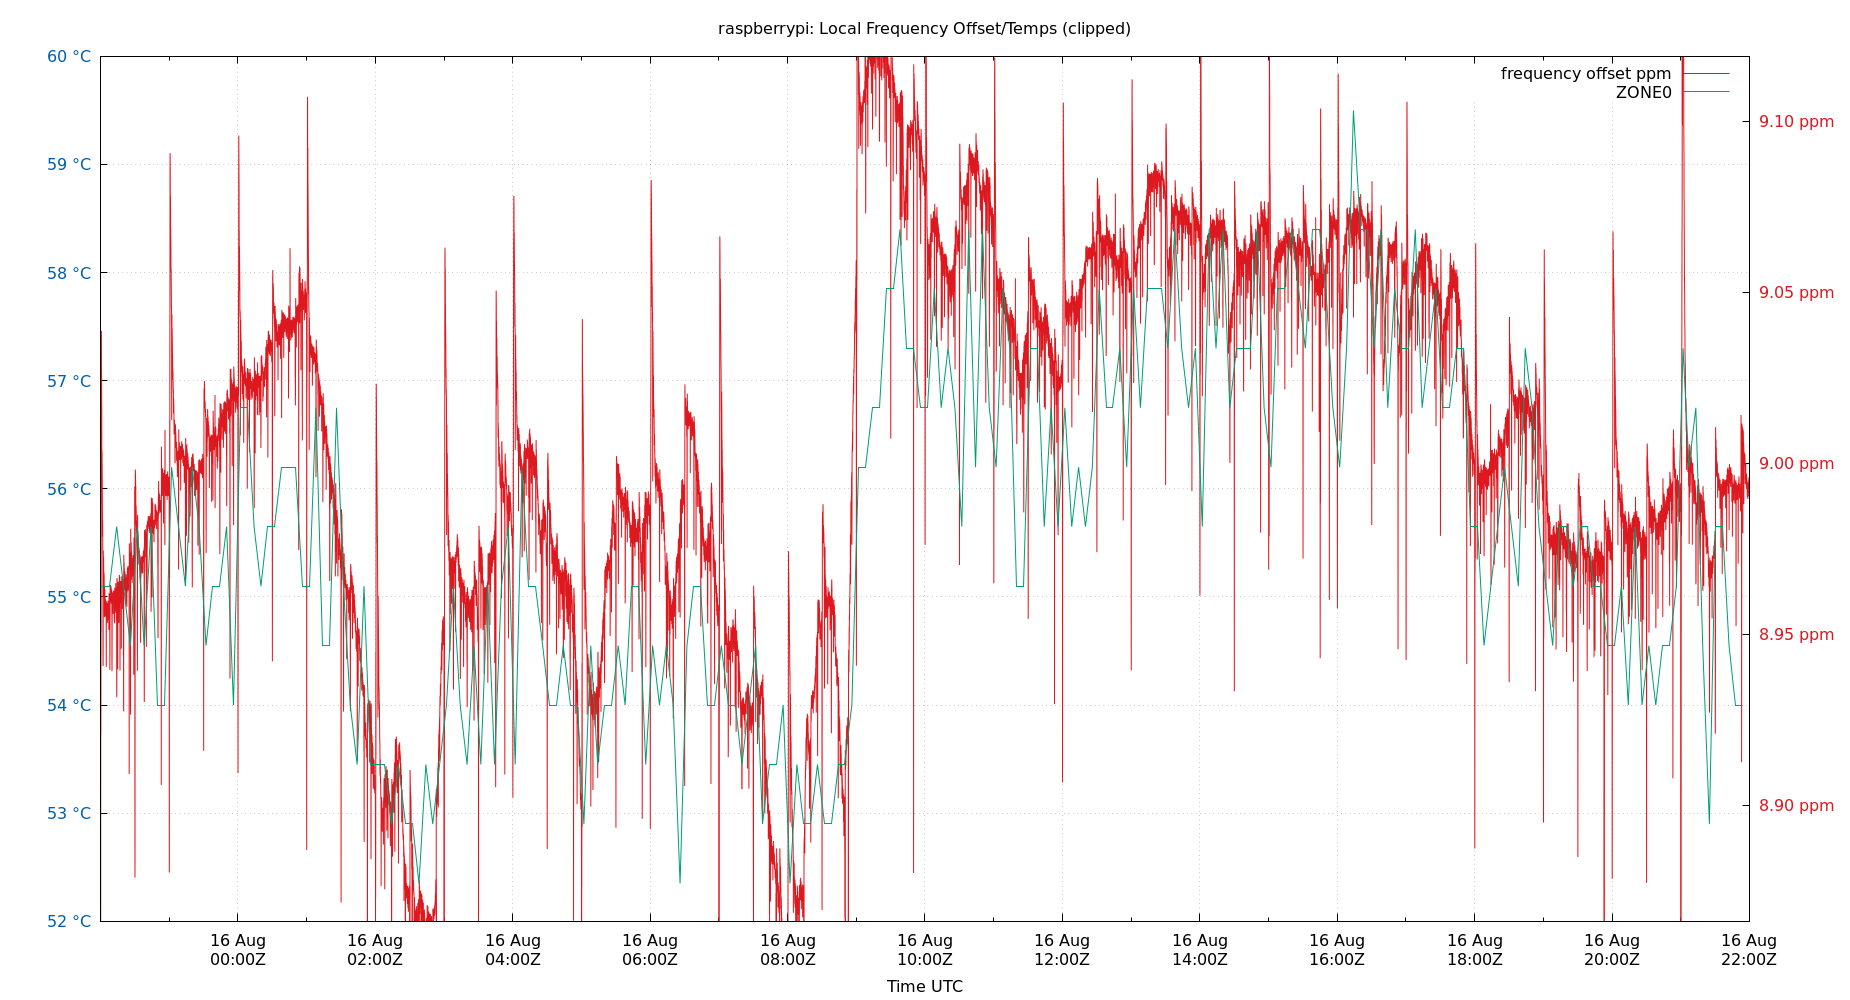 raspberrypi: Local Frequency Offset/Temps (clipped)
60 °C
59 °C
58 °C
57 °C
56 °C
55 °C
54 °C
53 °C
52 °C
frequency offset ppm
ZONE0
9.10 ppm
9.05 ppm
9.00 ppm
8.95 ppm
8.90 ppm
16 Aug
00:00Z
16 Aug
02:00Z
16 Aug
04:00Z
16 Aug
06:00Z
16 Aug
08:00Z
16 Aug
10:00Z
16 Aug
12:00Z
16 Aug
14:00Z
16 Aug
16:00Z
16 Aug
18:00Z
16 Aug
20:00Z
16 Aug
22:00Z
Time UTC